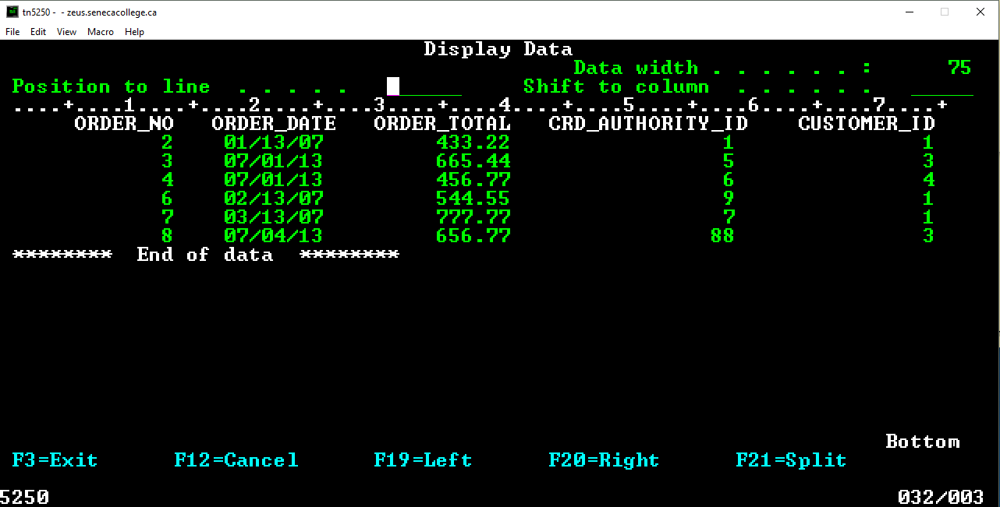 tn5250 - - zeus.senecacollege.ca
File Edit View Macro Help
Display Data
Data width . . . . . . : 75
Position to line . . . . . ______ Shift to column . . . . . . _____
....+....1....+....2....+....3....+....4....+....5....+....6....+....7....+
ORDER_NO ORDER_DATE ORDER_TOTAL CRD_AUTHORITY_ID CUSTOMER_ID
2 01/13/07 433.22 1 1
3 07/01/13 665.44 5 3
4 07/01/13 456.77 6 4
6 02/13/07 544.55 9 1
7 03/13/07 777.77 7 1
8 07/04/13 656.77 88 3
******** End of data ********
Bottom
F3=Exit F12=Cancel F19=Left F20=Right F21=Split
5250 032/003